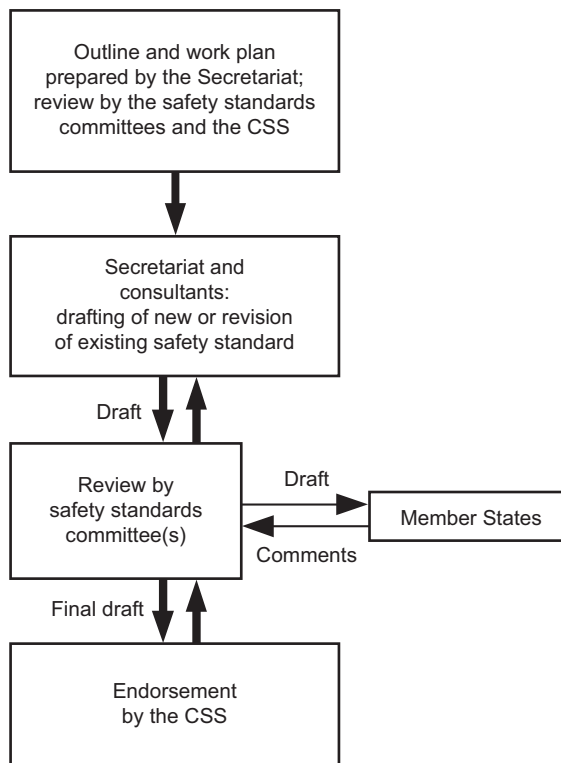 Outline and work plan
prepared by the Secretariat;
review by the safety standards
committees and the CSS
Secretariat and
consultants:
drafting of new or revision
of existing safety standard
Draft
Review by
safety standards
committee(s)
Draft
Member States
Comments
Final draft
Endorsement
by the CSS